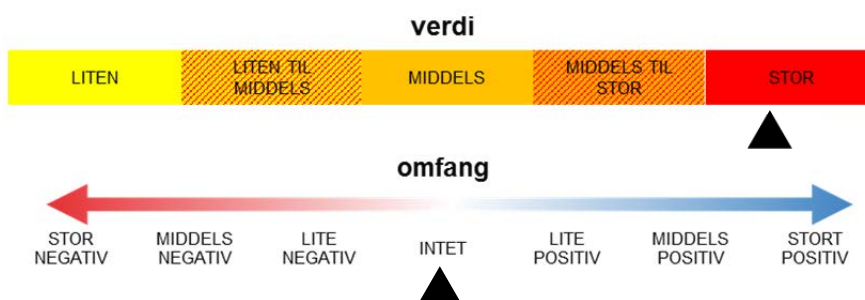 verdi
LITEN
LITEN TIL
MIDDELS
MIDDELS
MIDDELS TIL
STOR
STOR
omfang
STOR
NEGATIV
MIDDELS
NEGATIV
LITE
NEGATIV
INTET
LITE
POSITIV
MIDDELS
POSITIV
STORT
POSITIV